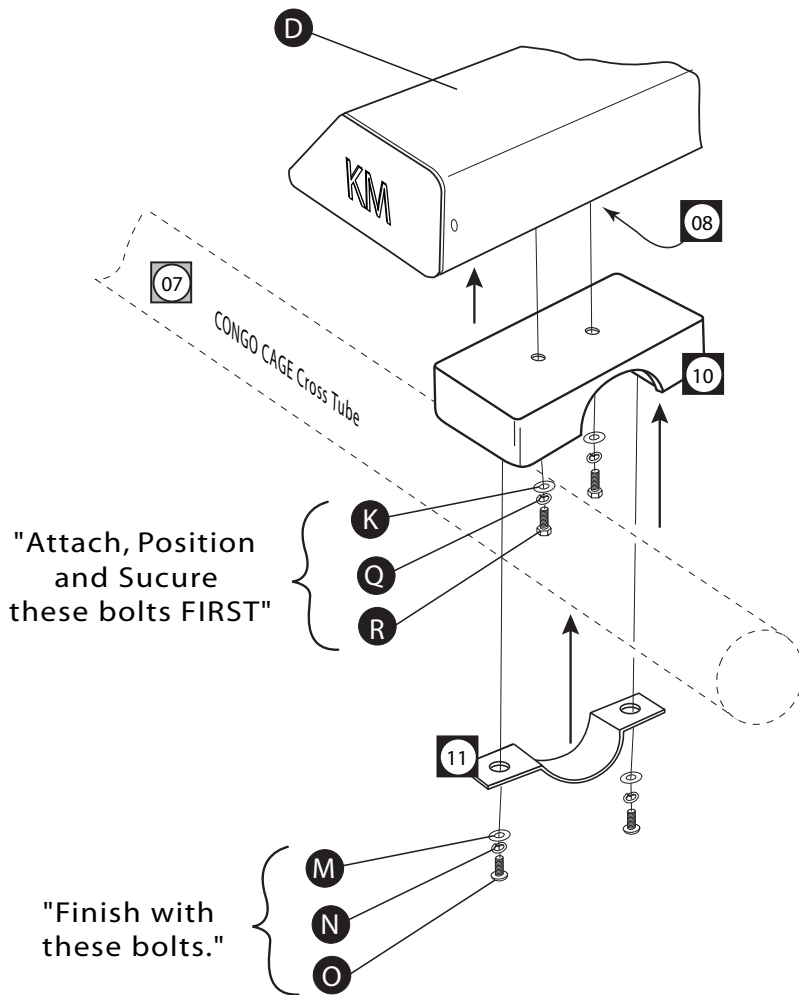 D
KM
08
07
CONGO CAGE Cross Tube
10
K
"Attach, Position
and Sucure
these bolts FIRST"
Q
R
11
M
"Finish with
these bolts."
N
O